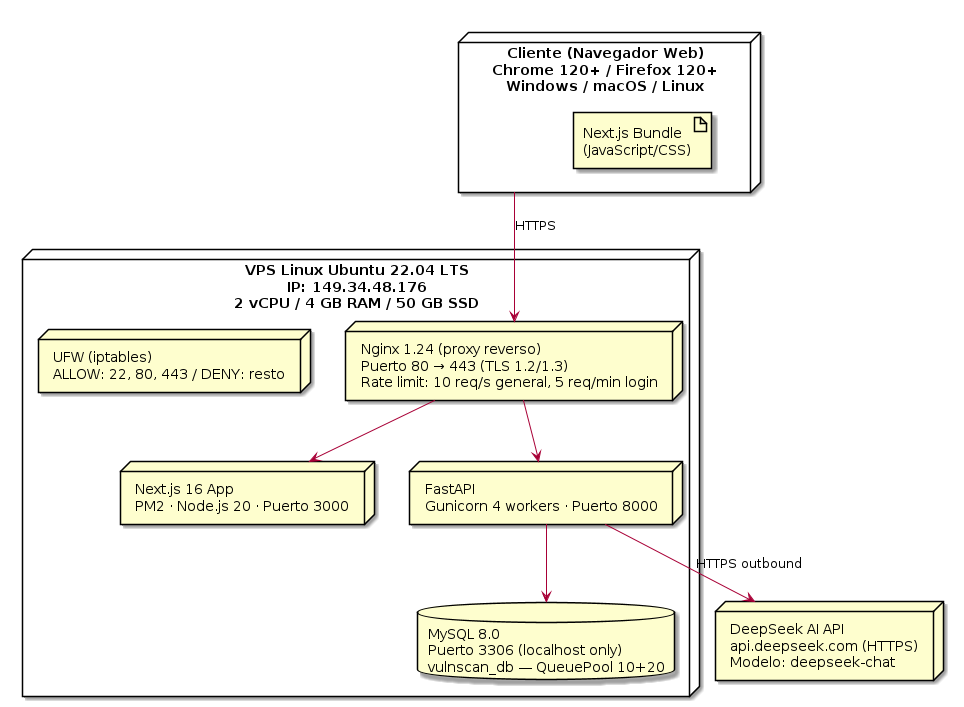 Cliente (Navegador Web)
Chrome 120+ / Firefox 120+
Windows / macOS / Linux
Next.js Bundle
(JavaScript/CSS)
HTTPS
VPS Linux Ubuntu 22.04 LTS
IP: 149.34.48.176
2 vCPU / 4 GB RAM / 50 GB SSD
UFW (iptables)
ALLOW: 22, 80, 443 / DENY: resto
Nginx 1.24 (proxy reverso)
Puerto 80 → 443 (TLS 1.2/1.3)
Rate limit: 10 req/s general, 5 req/min login
Next.js 16 App
PM2 · Node.js 20 · Puerto 3000
FastAPI
Gunicorn 4 workers · Puerto 8000
HTTPS outbound
MySQL 8.0
Puerto 3306 (localhost only)
vulnscan_db — QueuePool 10+20
DeepSeek AI API
api.deepseek.com (HTTPS)
Modelo: deepseek-chat